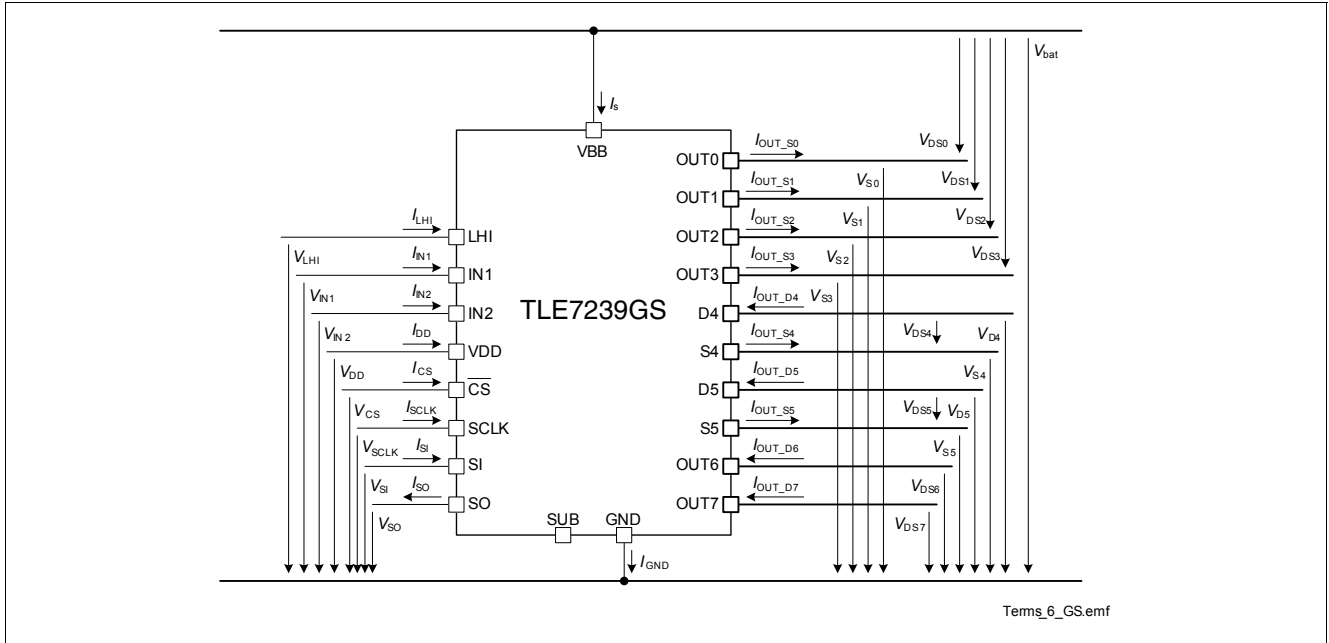 Vbat
Is
VBB
OUT0
IOUT_S0
VDS0
OUT1
IOUT_S1
VS0
VDS1
LHI
ILHI
OUT2
IOUT_S2
VS1
VDS2
VLHI
IIN1
IN1
OUT3
IOUT_S3
VS2
VDS3
VIN1
IIN2
IN2
TLE7239GS
D4
IOUT_D4
VS3
VIN2
IDD
VDD
S4
IOUT_S4
VDS4
VD4
VDD
ICS
CS
D5
IOUT_D5
VS4
VCS
ISCLK
SCLK
S5
IOUT_S5
VDS5
VD5
VSCLK
ISI
SI
OUT6
IOUT_D6
VS5
VSI
ISO
SO
OUT7
IOUT_D7
VDS6
VSO
SUB
GND
VDS7
IGND
Terms_6_GS.emf